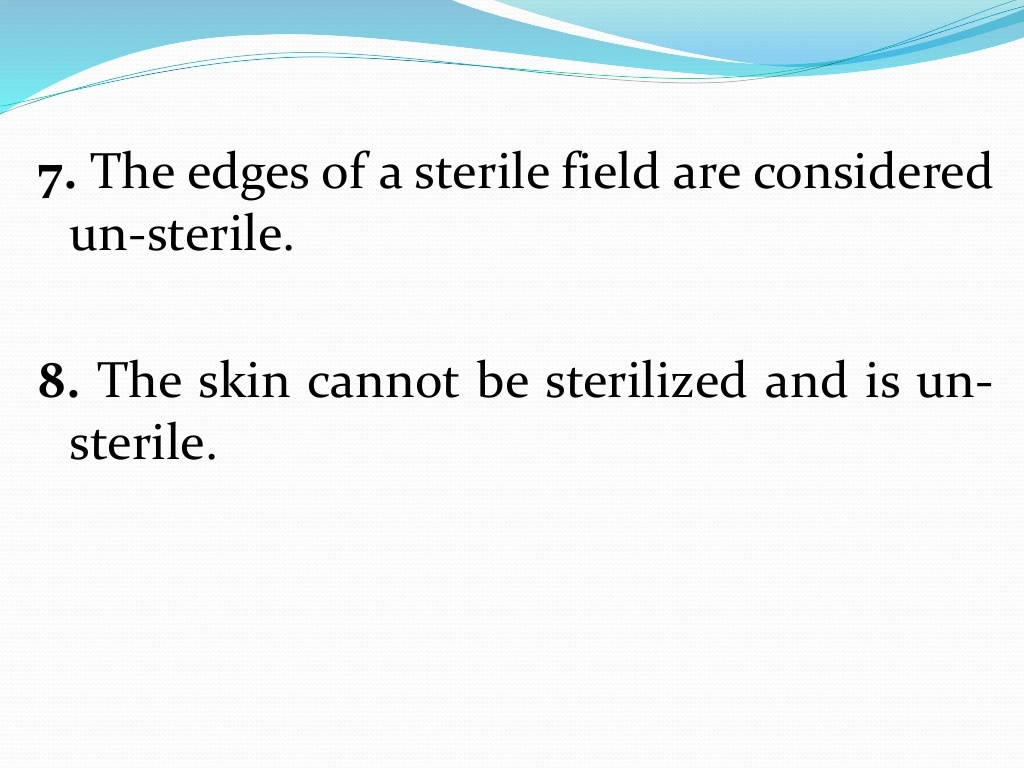 7. The edges of a sterile field are considered
un-sterile.
8. The skin cannot be sterilized and is un-
sterile.